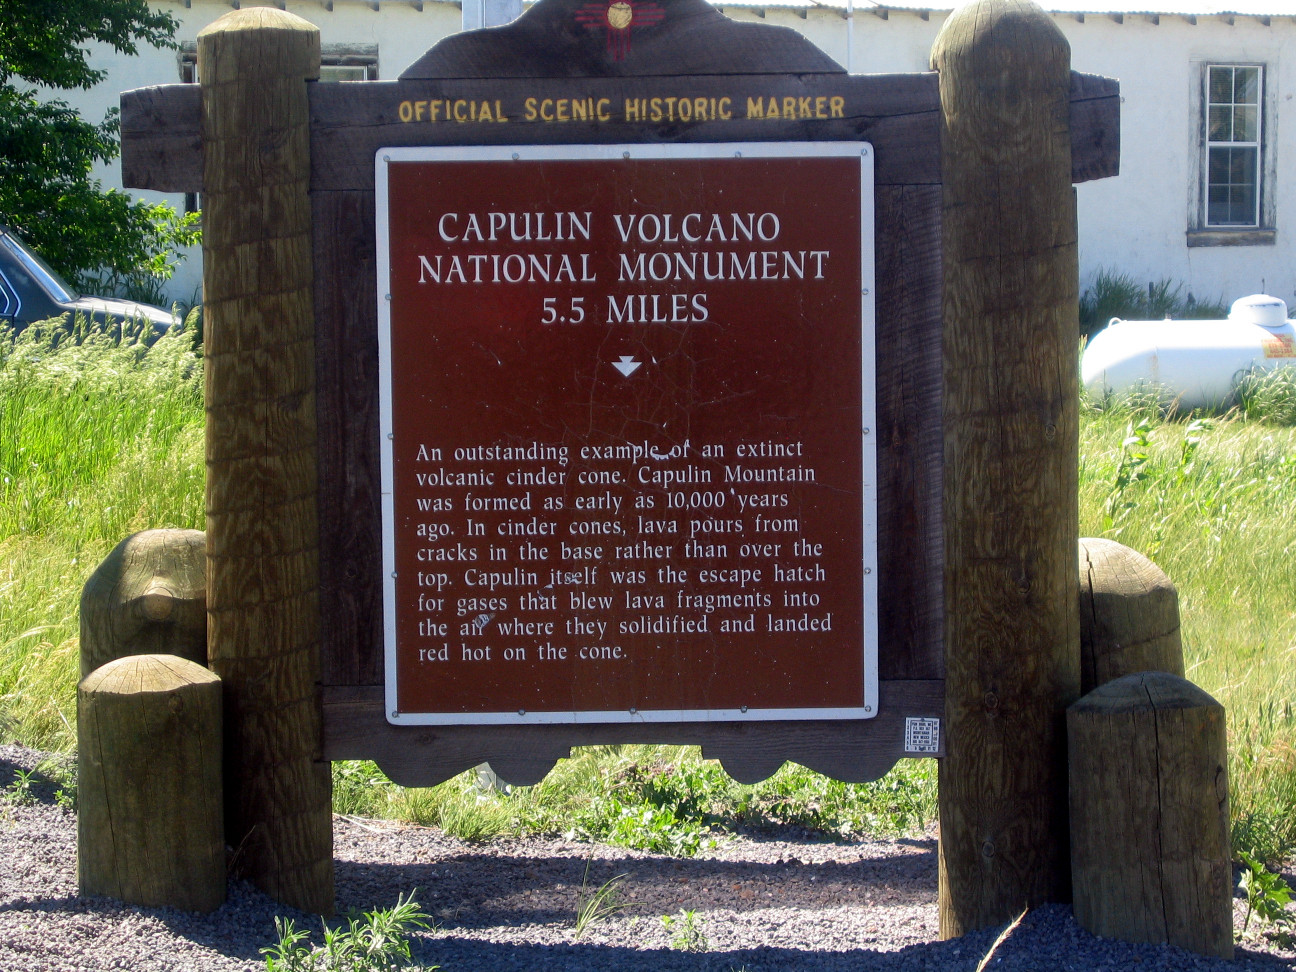 OFFICIAL SCENIC HISTORIC MARKER
CAPULIN VOLCANO
NATIONAL MONUMENT
5.5 MILES
An outstanding example of an extinct
volcanic cinder cone. Capulin Mountain
was formed as early as 10,000 years
ago. In cinder cones, lava pours from
cracks in the base rather than over the
top. Capulin itself was the escape hatch
for gases that blew lava fragments into
the air where they solidified and landed
red hot on the cone.